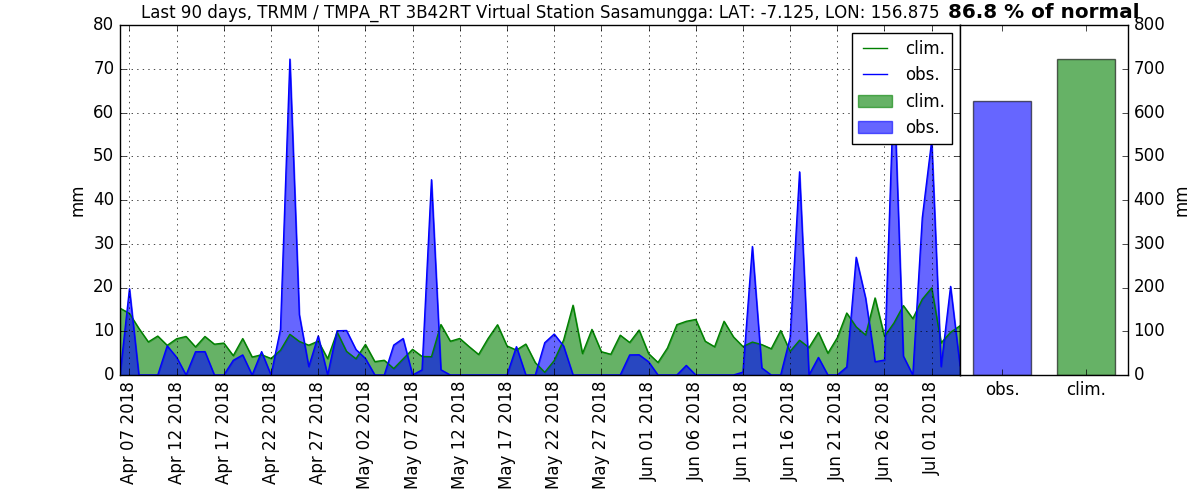 Last 90 days, TRMM / TMPA_RT 3B42RT Virtual Station Sasamungga: LAT: -7.125, LON: 156.875 86.8 % of normal
clim.
obs.
clim.
obs.
80
70
60
50
40
30
20
10
0
mm
Apr 07 2018
Apr 12 2018
Apr 17 2018
Apr 22 2018
Apr 27 2018
May 02 2018
May 07 2018
May 12 2018
May 17 2018
May 22 2018
May 27 2018
Jun 01 2018
Jun 06 2018
Jun 11 2018
Jun 16 2018
Jun 21 2018
Jun 26 2018
Jul 01 2018
obs.
clim.
800
700
600
500
400
300
200
100
0
mm